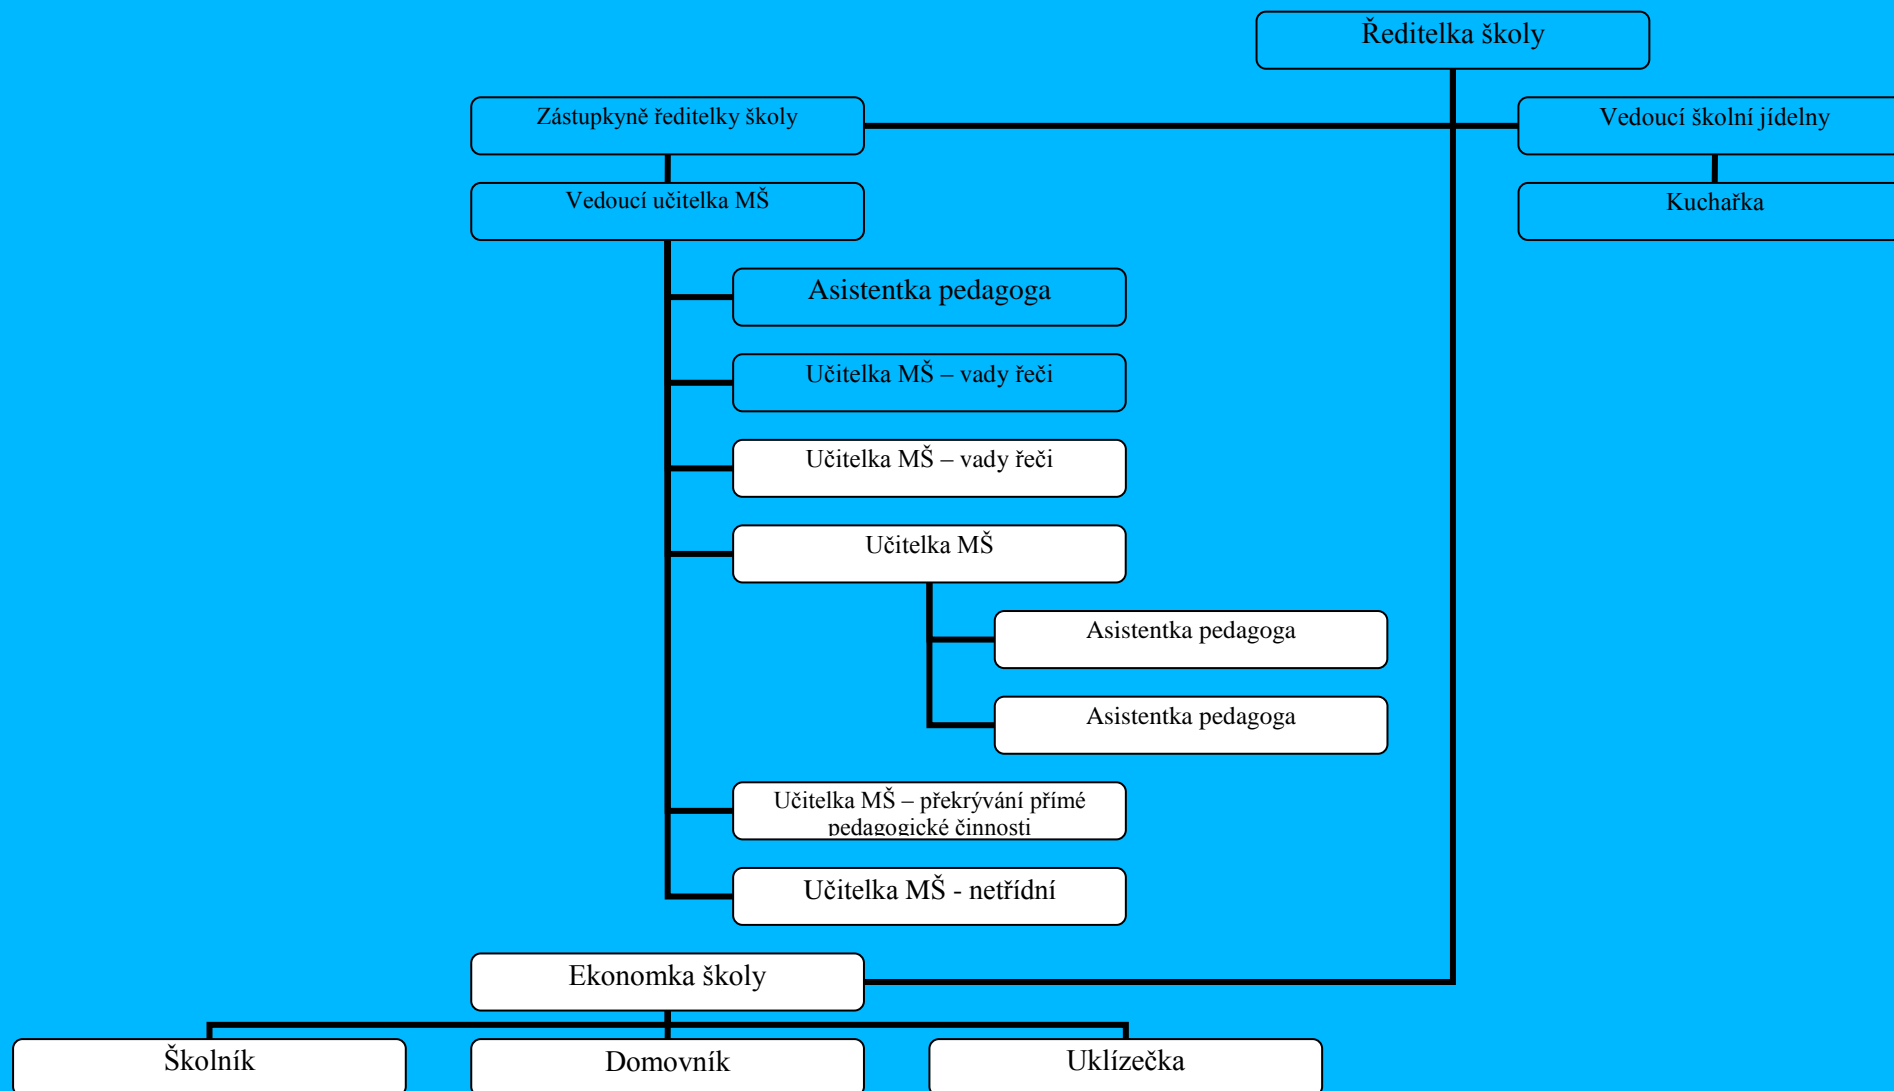 Ředitelka školy
Zástupkyně ředitelky školy
Vedoucí školní jídelny
Vedoucí učitelka MŠ
Kuchařka
Asistentka pedagoga
Učitelka MŠ – vady řeči
Učitelka MŠ – vady řeči
Učitelka MŠ
Asistentka pedagoga
Asistentka pedagoga
Učitelka MŠ – překrývání přímé
pedagogické činnosti
Učitelka MŠ - netřídní
Ekonomka školy
Školník
Domovník
Uklízečka